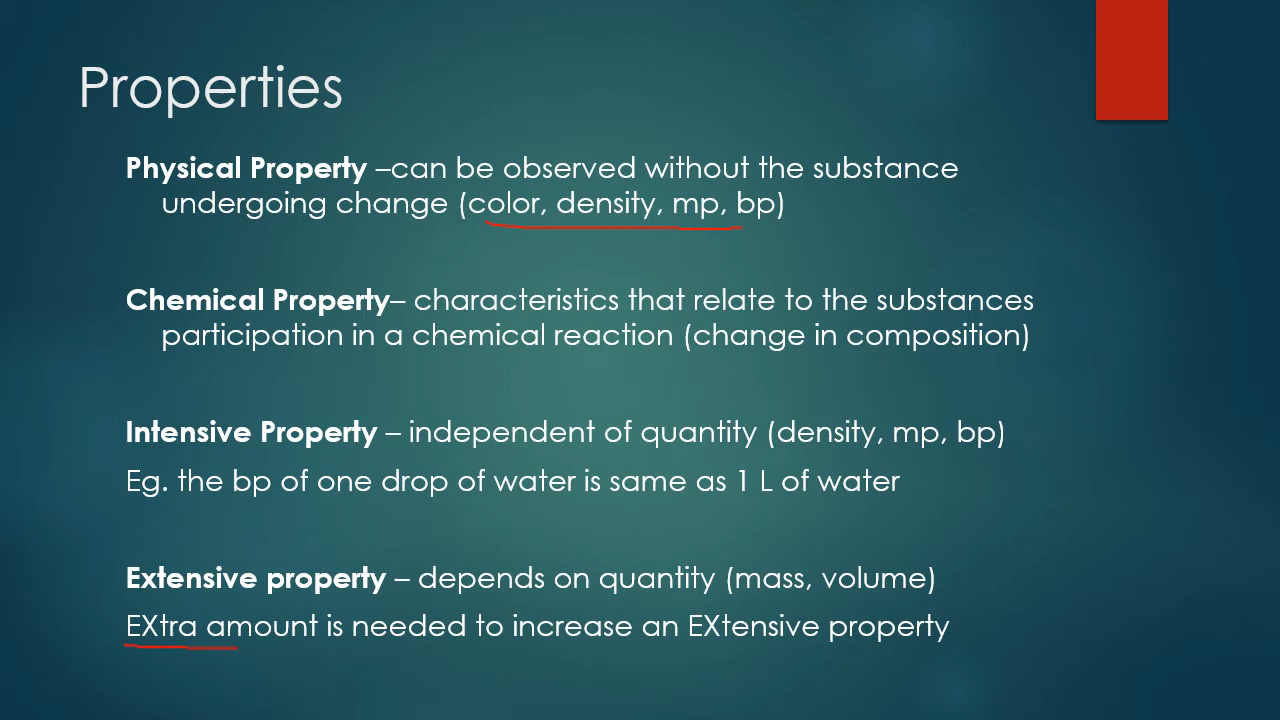 Properties
Physical Property –can be observed without the substance
undergoing change (color, density, mp, bp)
Chemical Property– characteristics that relate to the substances
participation in a chemical reaction (change in composition)
Intensive Property – independent of quantity (density, mp, bp)
Eg. the bp of one drop of water is same as 1 L of water
Extensive property – depends on quantity (mass, volume)
EXtra amount is needed to increase an EXtensive property